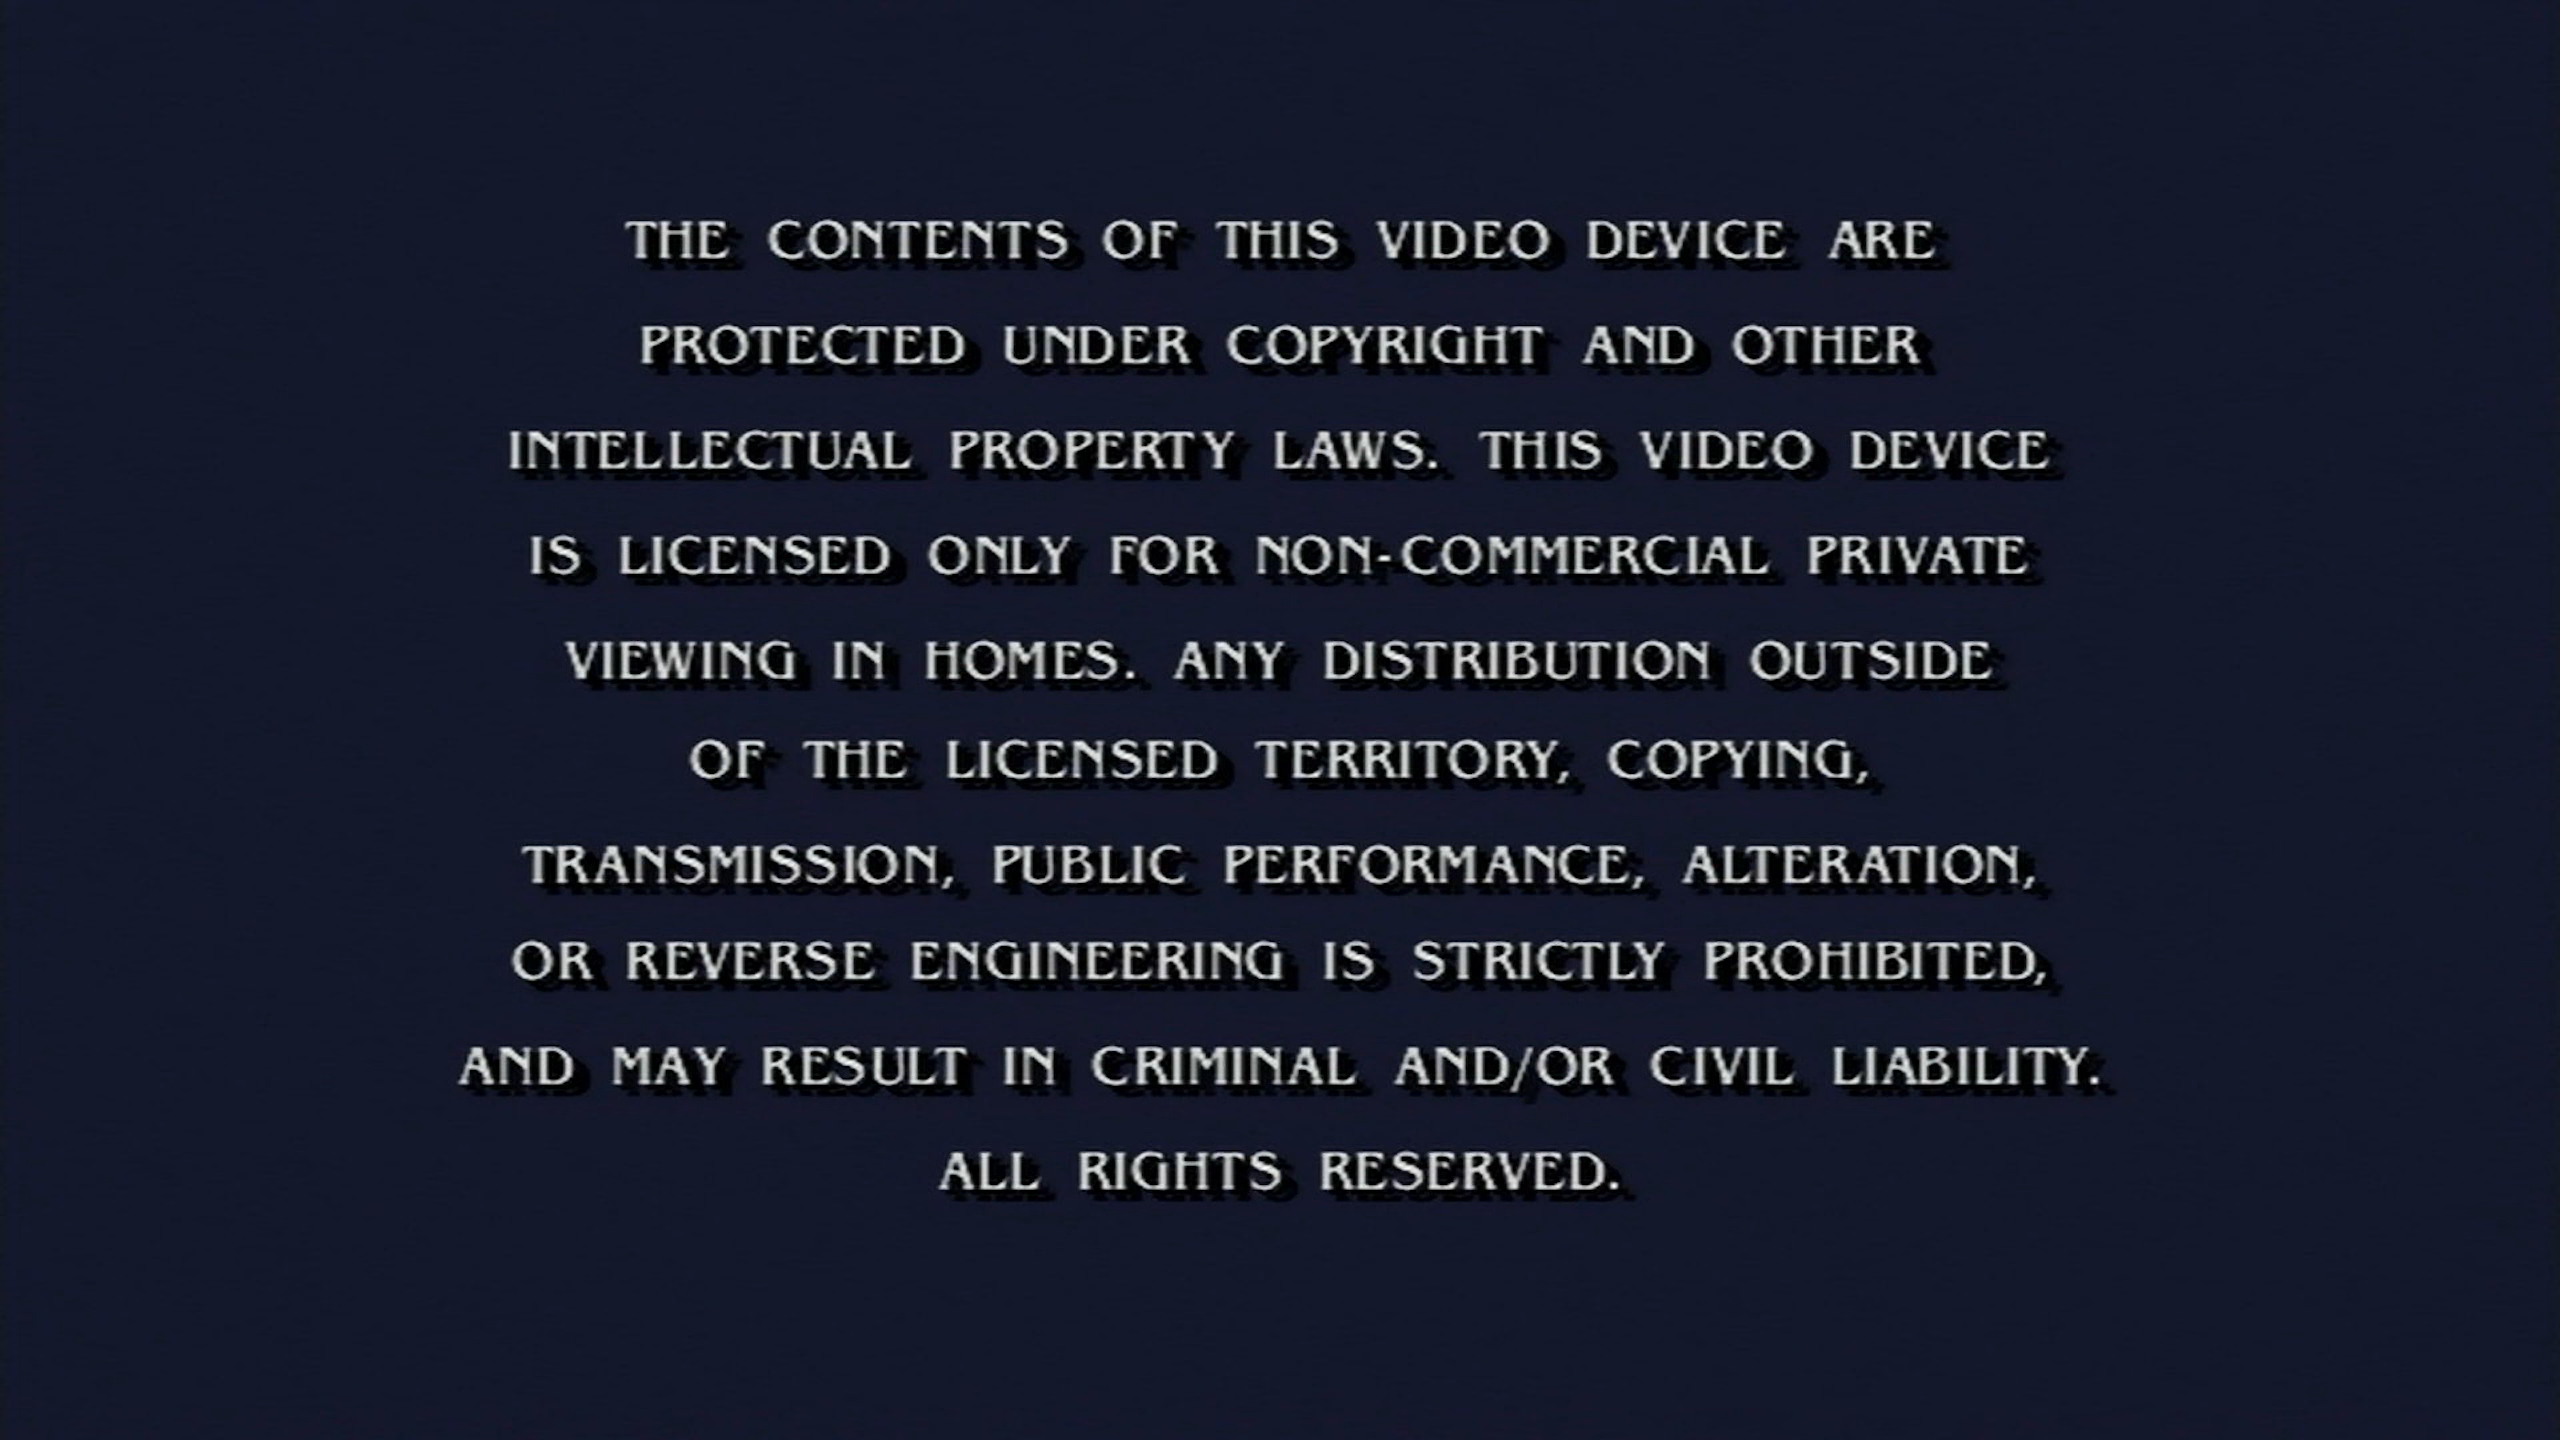 THE CONTENTS OF THIS VIDEO DEVICE ARE
PROTECTED UNDER COPYRIGHT AND OTHER
INTELLECTUAL PROPERTY LAWS. THIS VIDEO DEVICE
IS LICENSED ONLY FOR NON-COMMERCIAL PRIVATE
VIEWING IN HOMES. ANY DISTRIBUTION OUTSIDE
OF THE LICENSED TERRITORY, COPYING,
TRANSMISSION, PUBLIC PERFORMANCE, ALTERATION,
OR REVERSE ENGINEERING IS STRICTLY PROHIBITED,
AND MAY RESULT IN CRIMINAL AND/OR CIVIL LIABILITY.
ALL RIGHTS RESERVED.